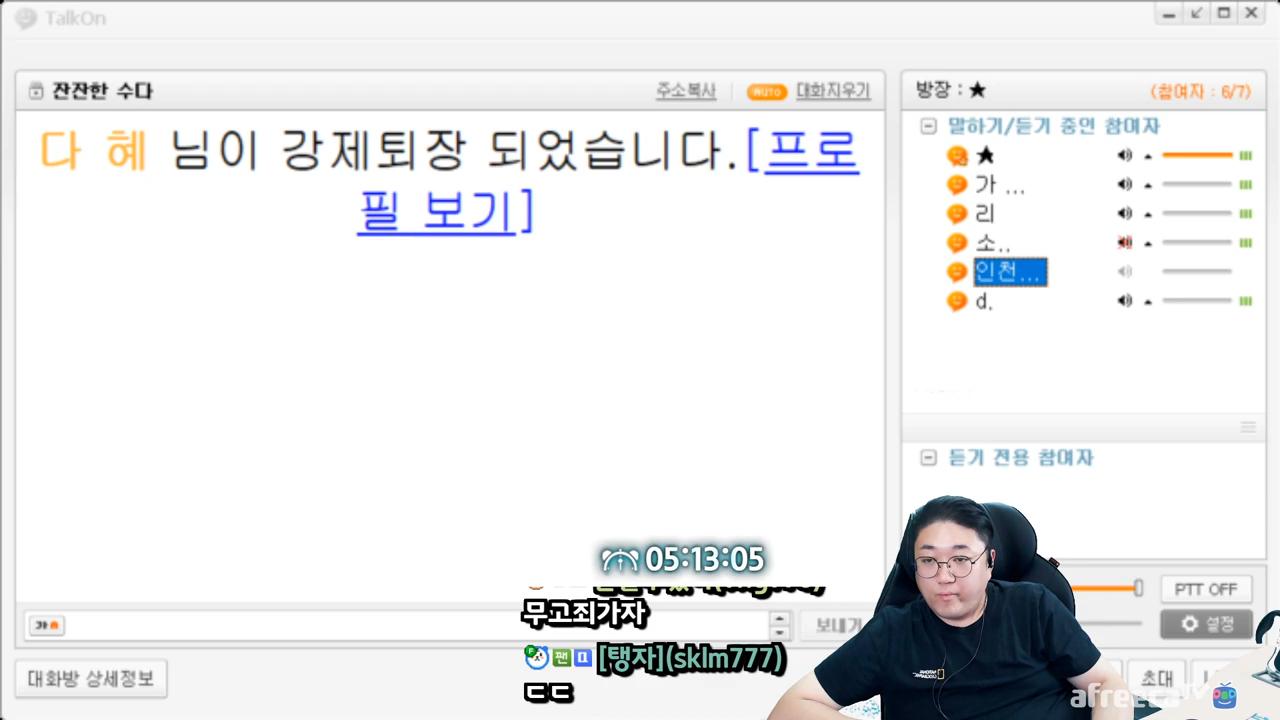 TalkOn
잔잔한 수다
주소복사
AUTO
대화지우기
다 혜 님이 강제퇴장 되었습니다.[프로
필 보기]
방장 : ★
(참여자 : 6/7)
말하기/듣기 중인 참여자
★
가 ...
리
소..
인천...
d.
듣기 전용 참여자
05:13:05
무고죄가자
팬 [탱자](sklm777)
ㄷㄷ
가
보내기
PTT OFF
설정
대화방 상세정보
초대
afreecaTV